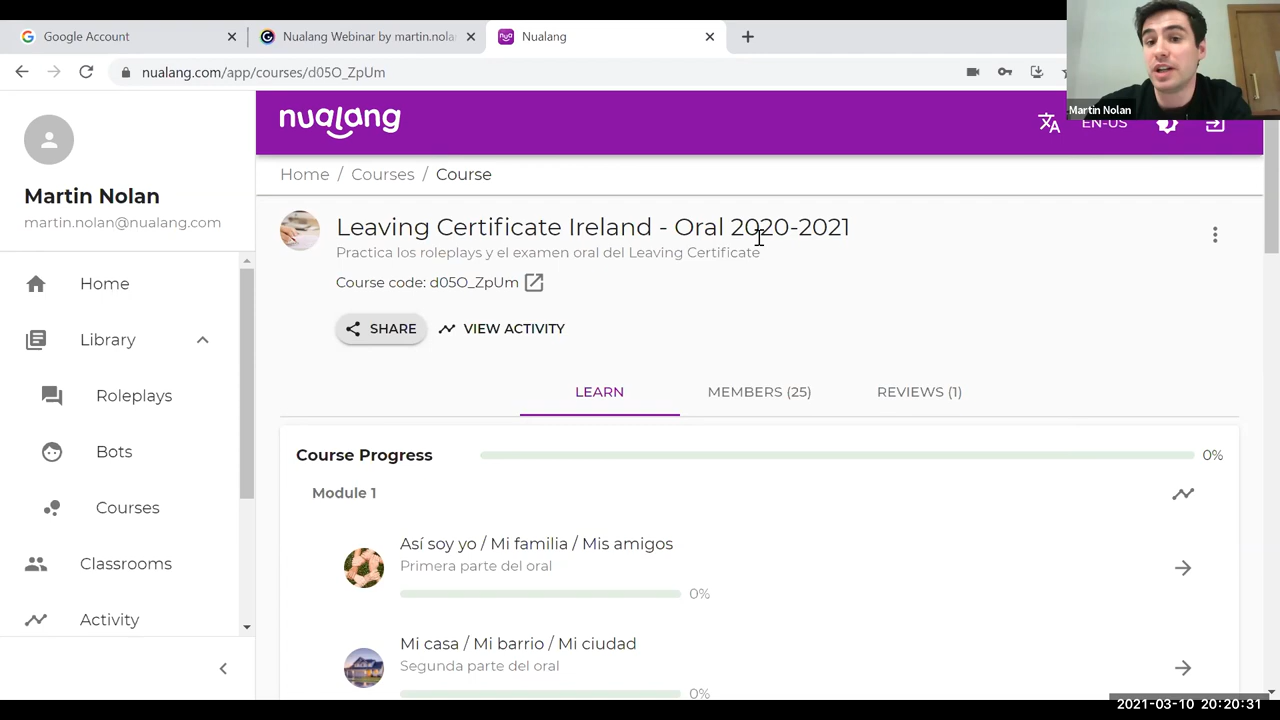 Google Account
Nualang Webinar by martin.nola
Nualang
nualang.com/app/courses/d05O_ZpUm
Martin Nolan
nualang
EN-US
Martin Nolan
martin.nolan@nualang.com
Home / Courses / Course
Leaving Certificate Ireland - Oral 2020-2021
Practica los roleplays y el examen oral del Leaving Certificate
Course code: d05O_ZpUm
SHARE
VIEW ACTIVITY
Home
Library
Roleplays
Bots
Courses
Classrooms
Activity
LEARN
MEMBERS (25)
REVIEWS (1)
Course Progress
0%
Module 1
Así soy yo / Mi familia / Mis amigos
Primera parte del oral
0%
Mi casa / Mi barrio / Mi ciudad
Segunda parte del oral
0%
2021-03-10 20:20:31